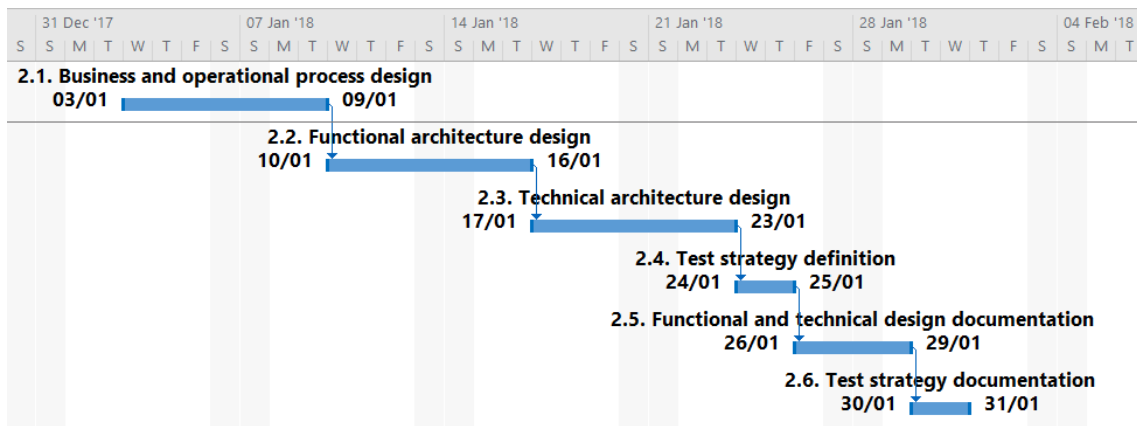 31 Dec '17 07 Jan '18 14 Jan '18 21 Jan '18 28 Jan '18 04 Feb '18
S S M T W T F S S M T W T F S S M T W T F S S M T W T F S S M T W T F S S M T
2.1. Business and operational process design
03/01 09/01
2.2. Functional architecture design
10/01 16/01
2.3. Technical architecture design
17/01 23/01
2.4. Test strategy definition
24/01 25/01
2.5. Functional and technical design documentation
26/01 29/01
2.6. Test strategy documentation
30/01 31/01